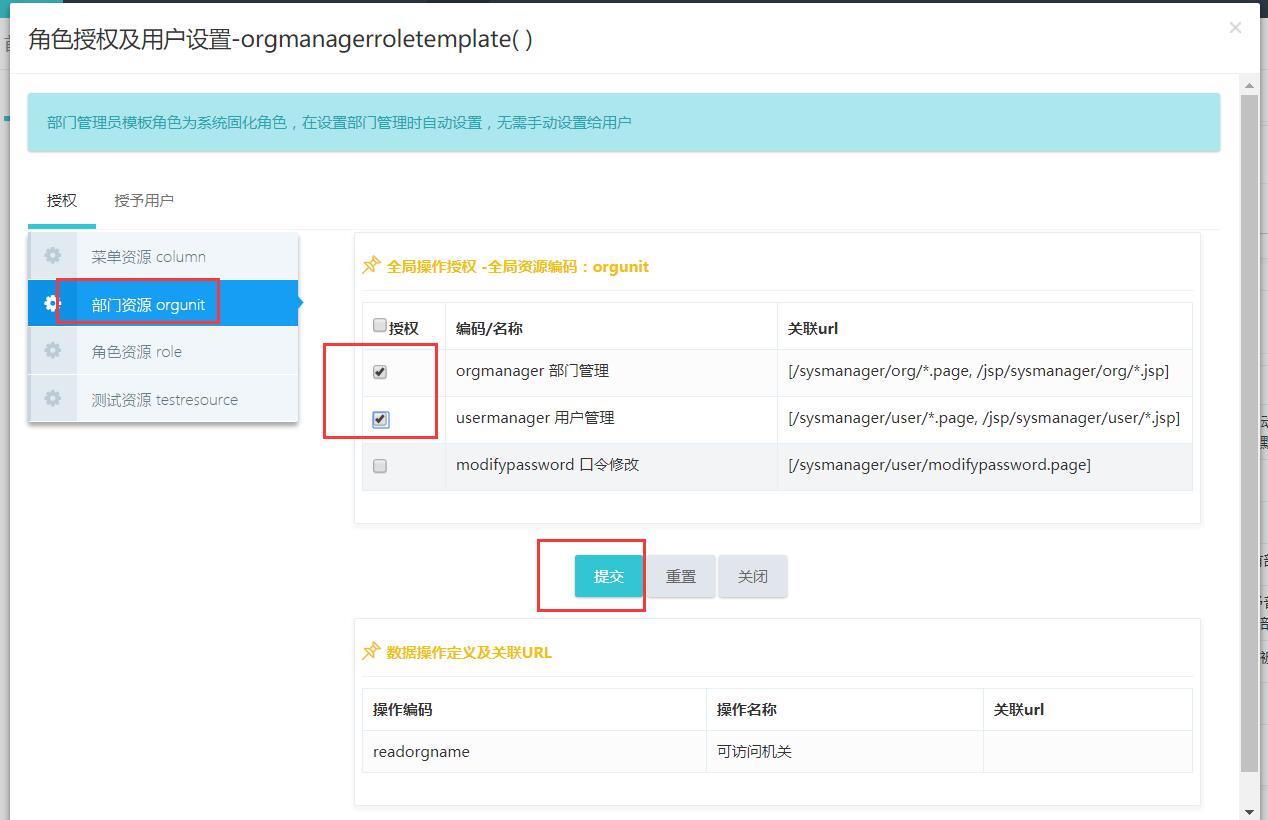 角色授权及用户设置-orgmanagerroletemplate( )
×
部门管理员模板角色为系统固化角色，在设置部门管理时自动设置，无需手动设置给用户
授权 授予用户
菜单资源 column
部门资源 orgunit
角色资源 role
测试资源 testresource
全局操作授权 -全局资源编码：orgunit
授权 编码/名称 关联url
orgmanager 部门管理 [/sysmanager/org/*.page, /jsp/sysmanager/org/*.jsp]
usermanager 用户管理 [/sysmanager/user/*.page, /jsp/sysmanager/user/*.jsp]
modifypassword 口令修改 [/sysmanager/user/modifypassword.page]
提交 重置 关闭
数据操作定义及关联URL
操作编码 操作名称 关联url
readorgname 可访问机关